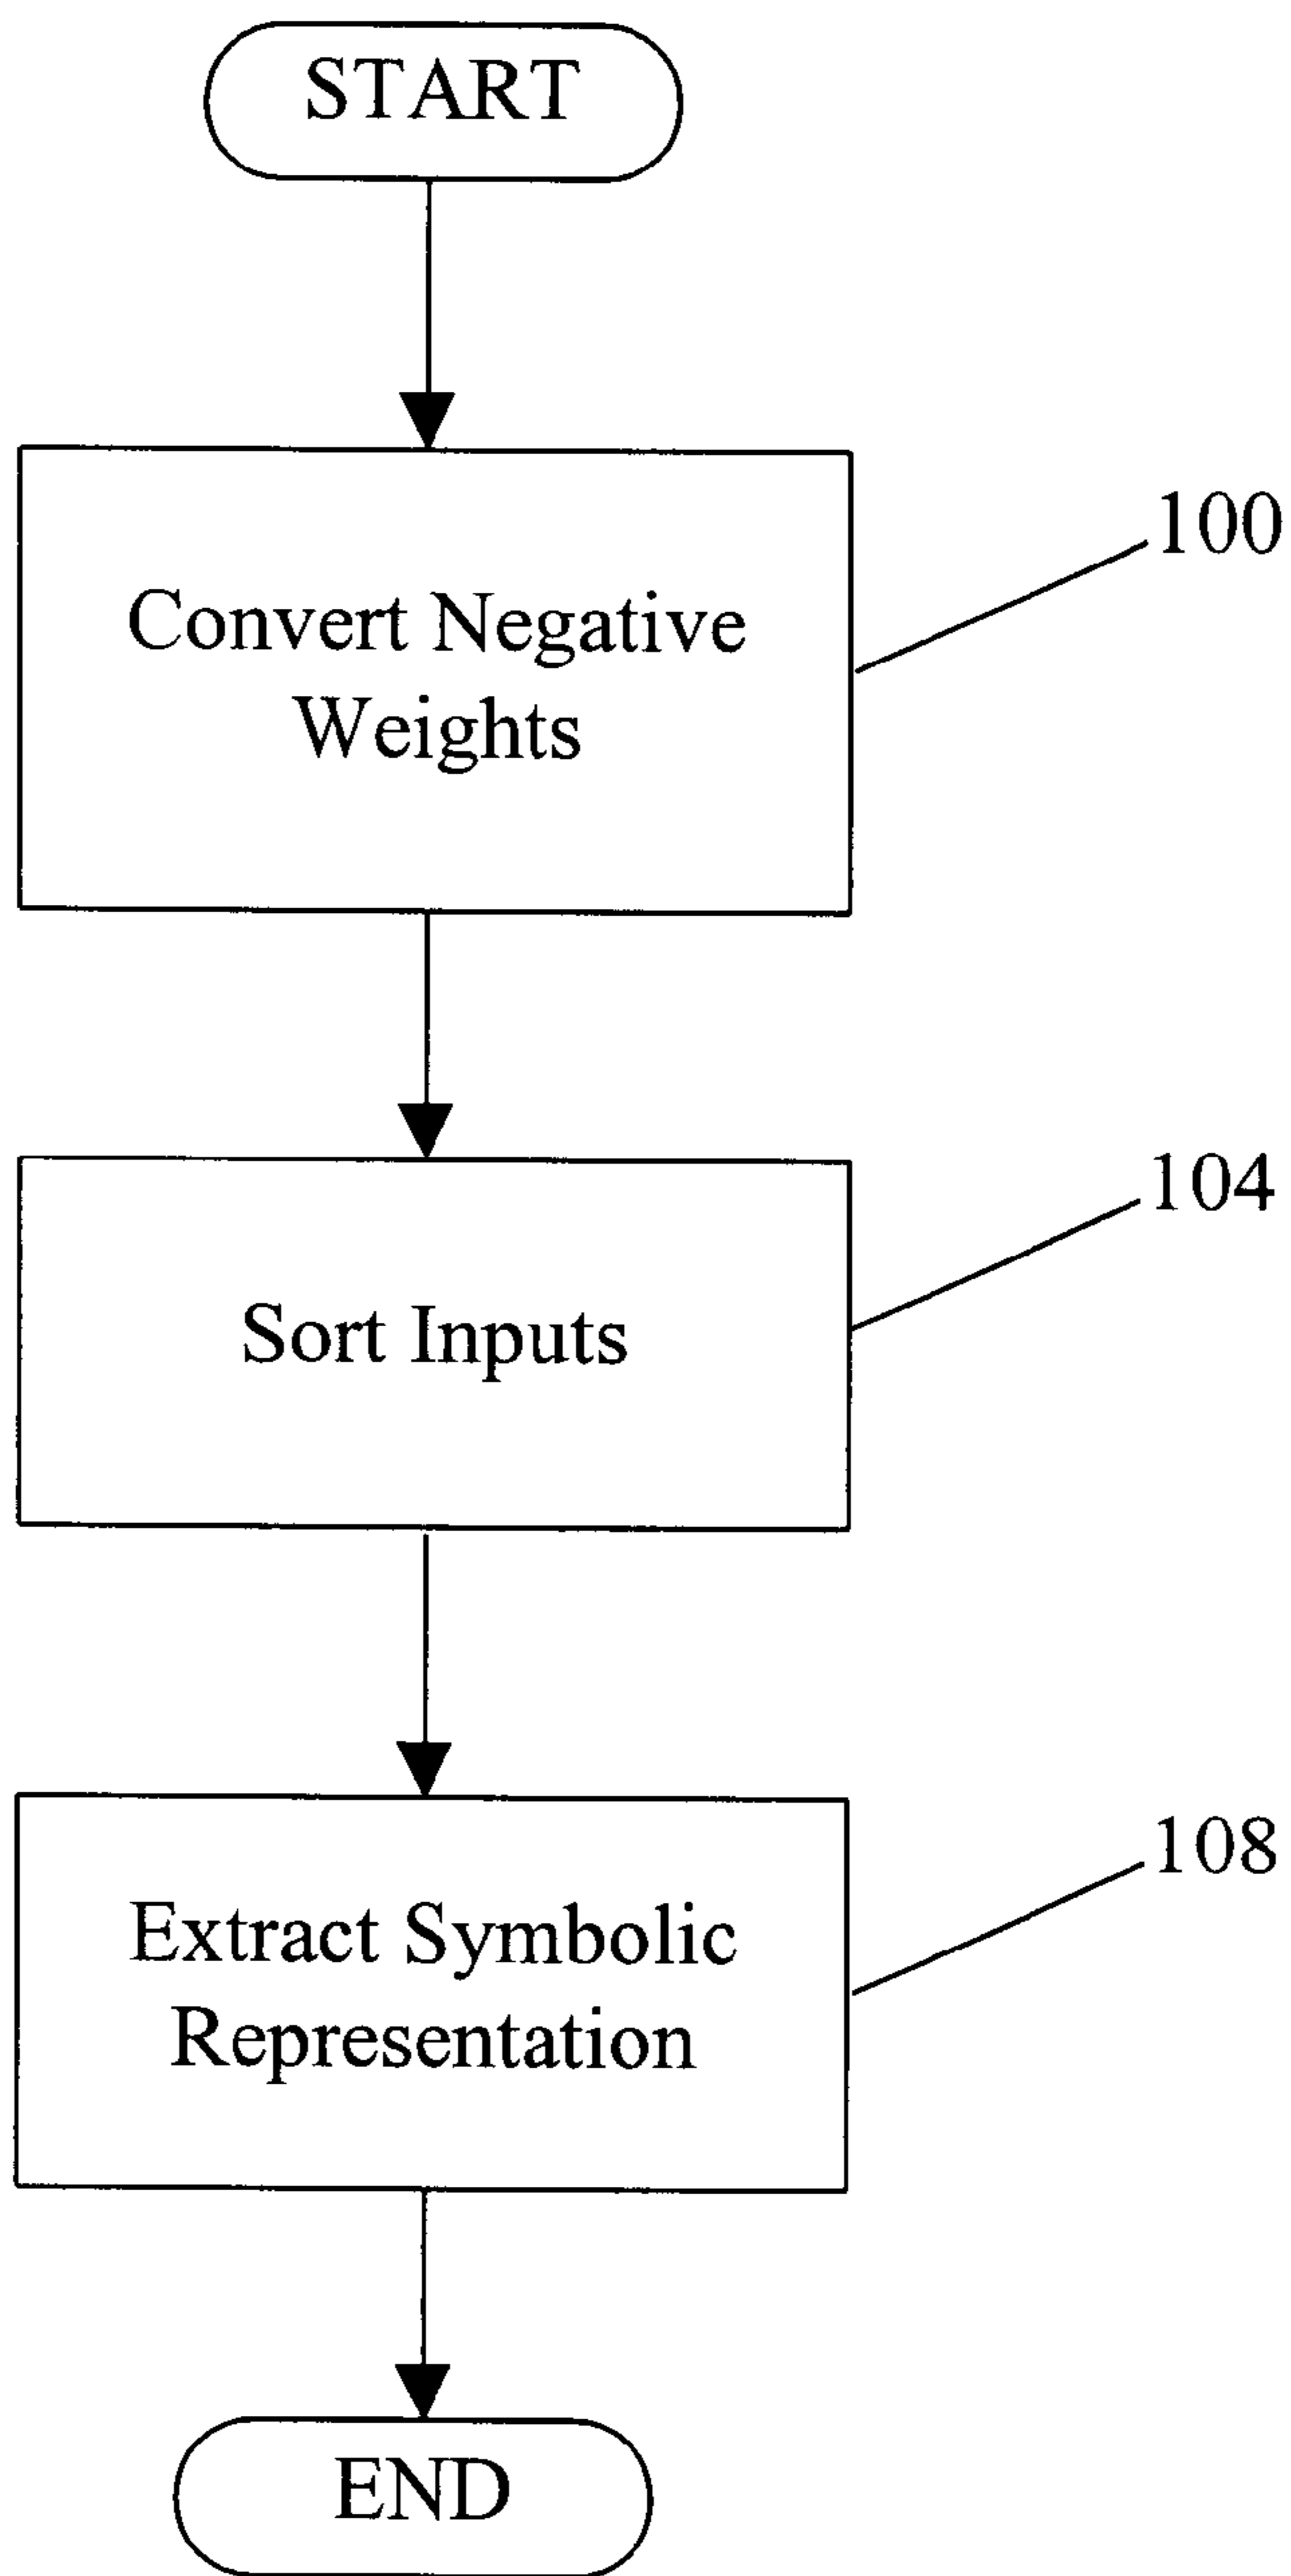 START
Convert Negative
Weights
100
Sort Inputs
104
Extract Symbolic
Representation
108
END